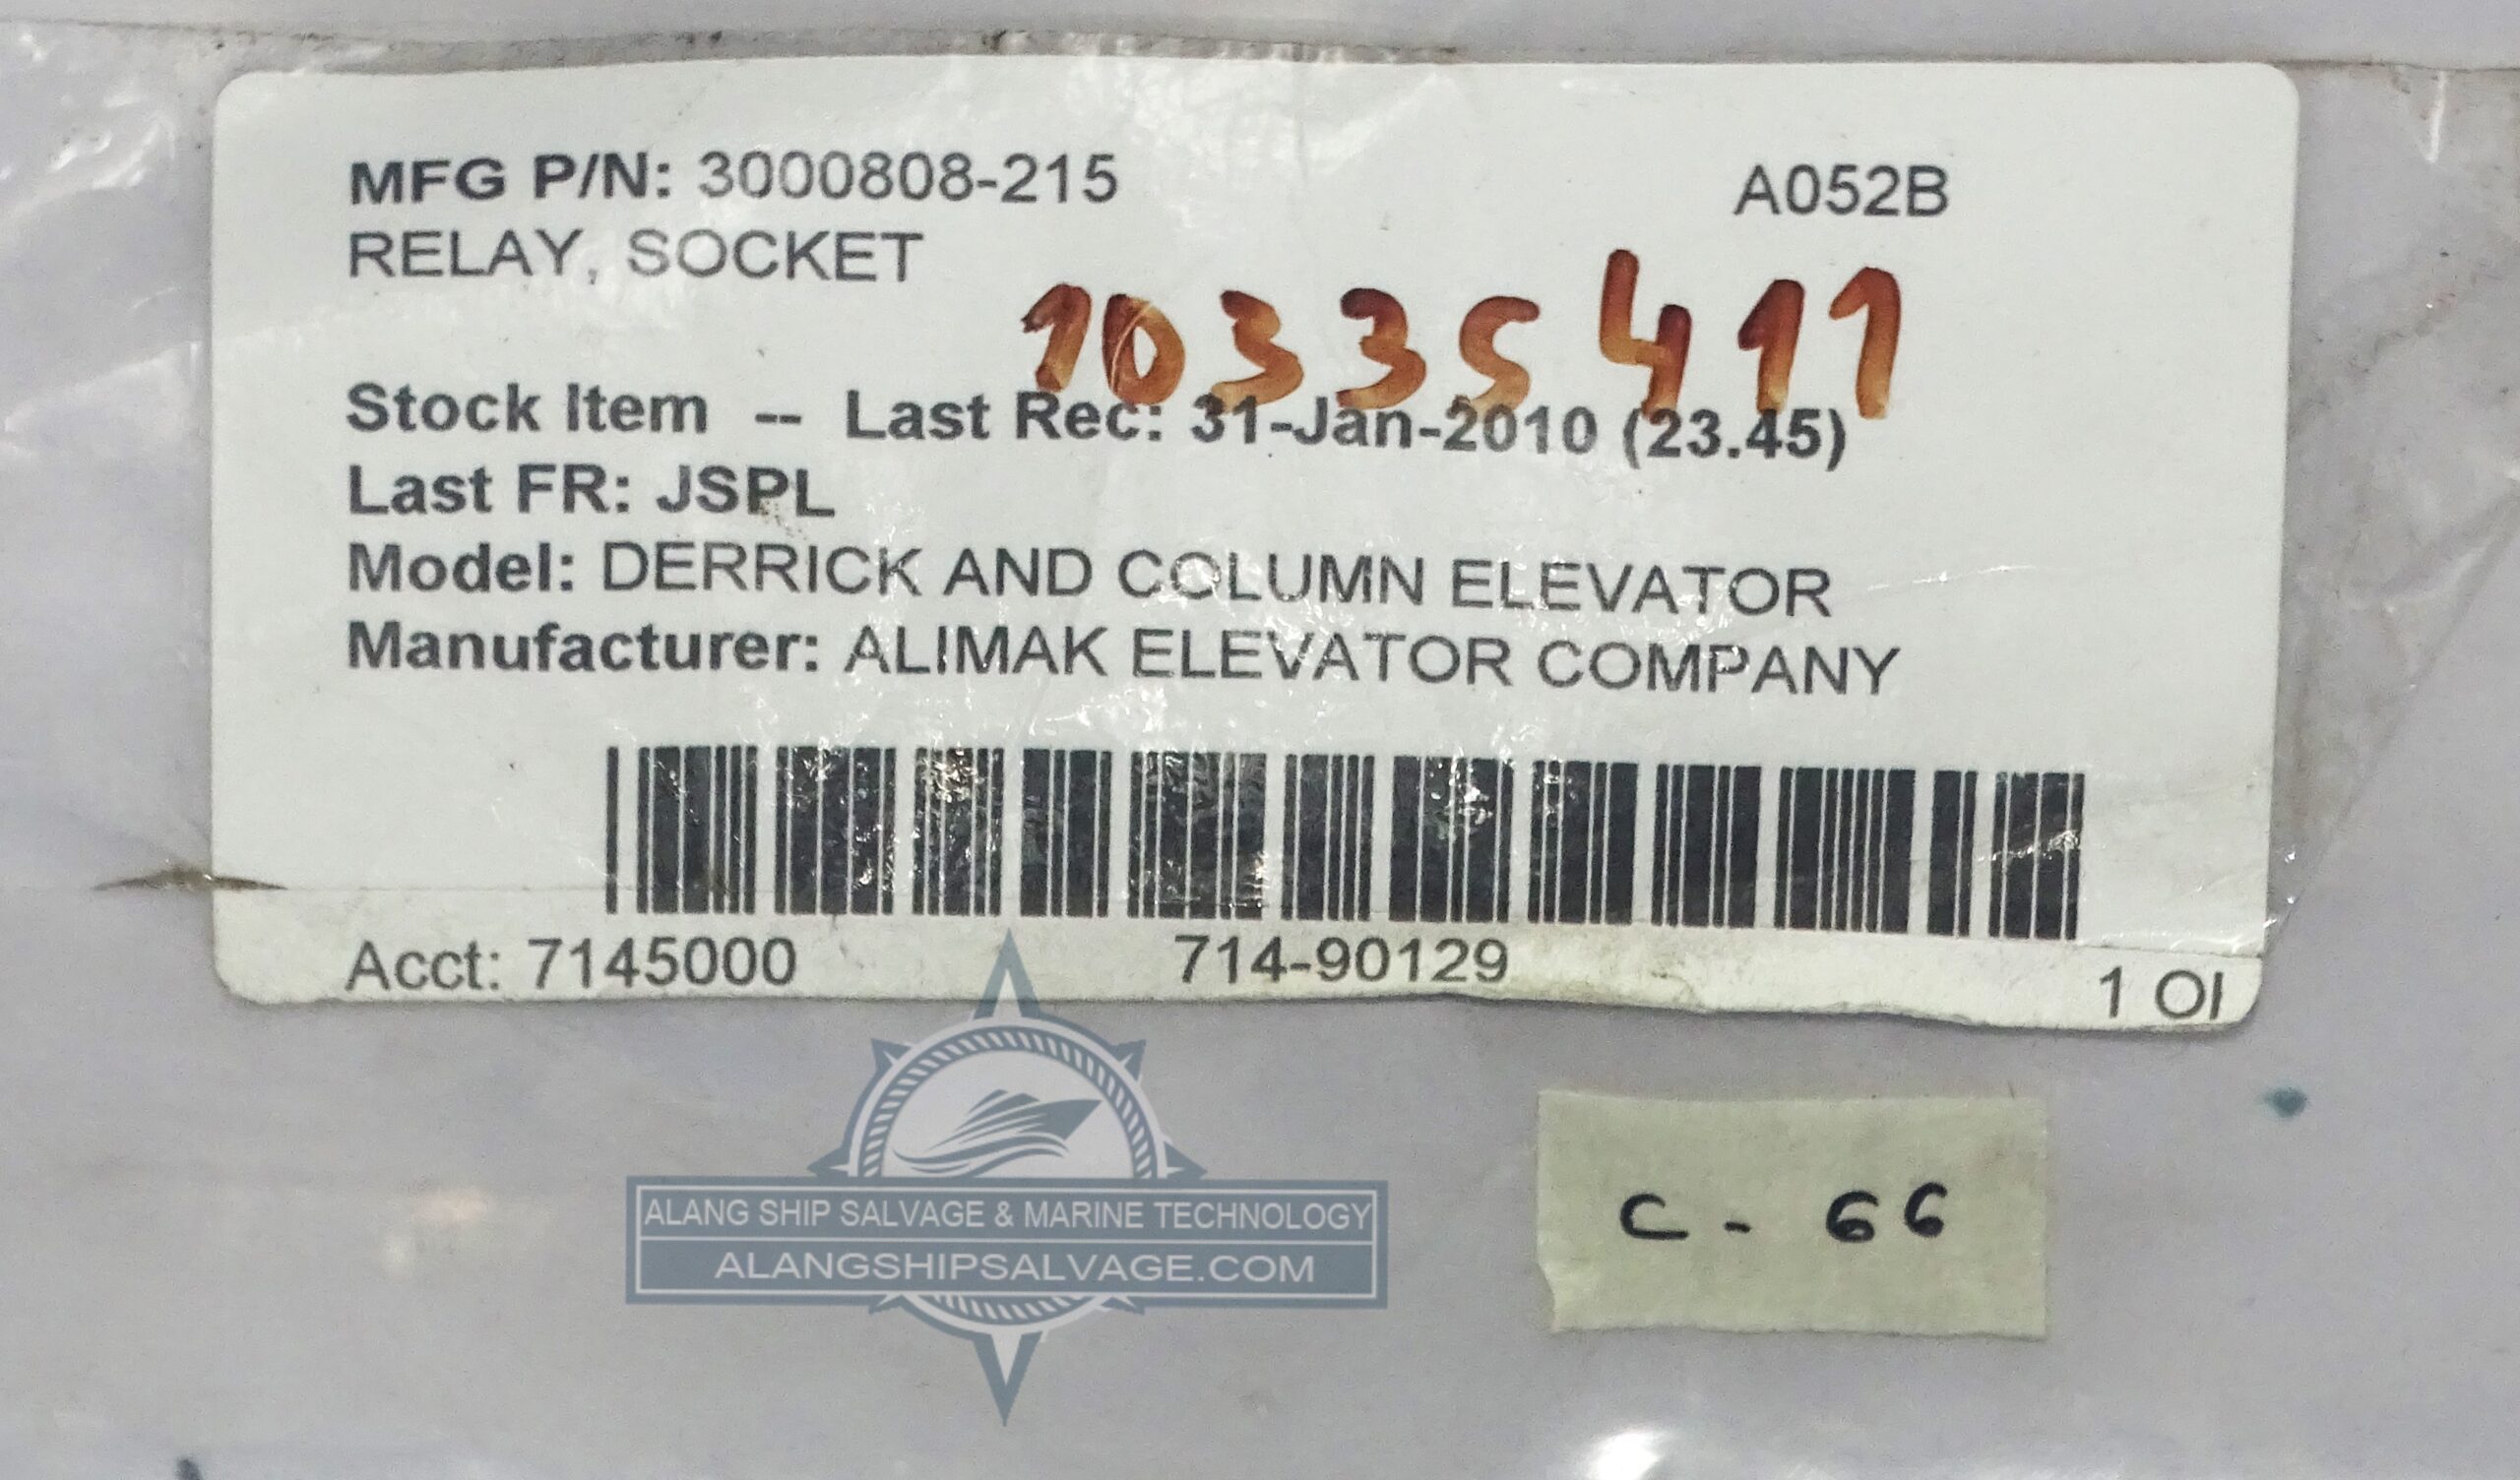 MFG P/N: 3000808-215 A052B
RELAY, SOCKET
10335411
Stock Item -- Last Rec: 31-Jan-2010 (23.45)
Last FR: JSPL
Model: DERRICK AND COLUMN ELEVATOR
Manufacturer: ALIMAK ELEVATOR COMPANY
Acct: 7145000 714-90129 1 OI
ALANG SHIP SALVAGE & MARINE TECHNOLOGY
ALANGSHIPSALVAGE.COM
C - 66